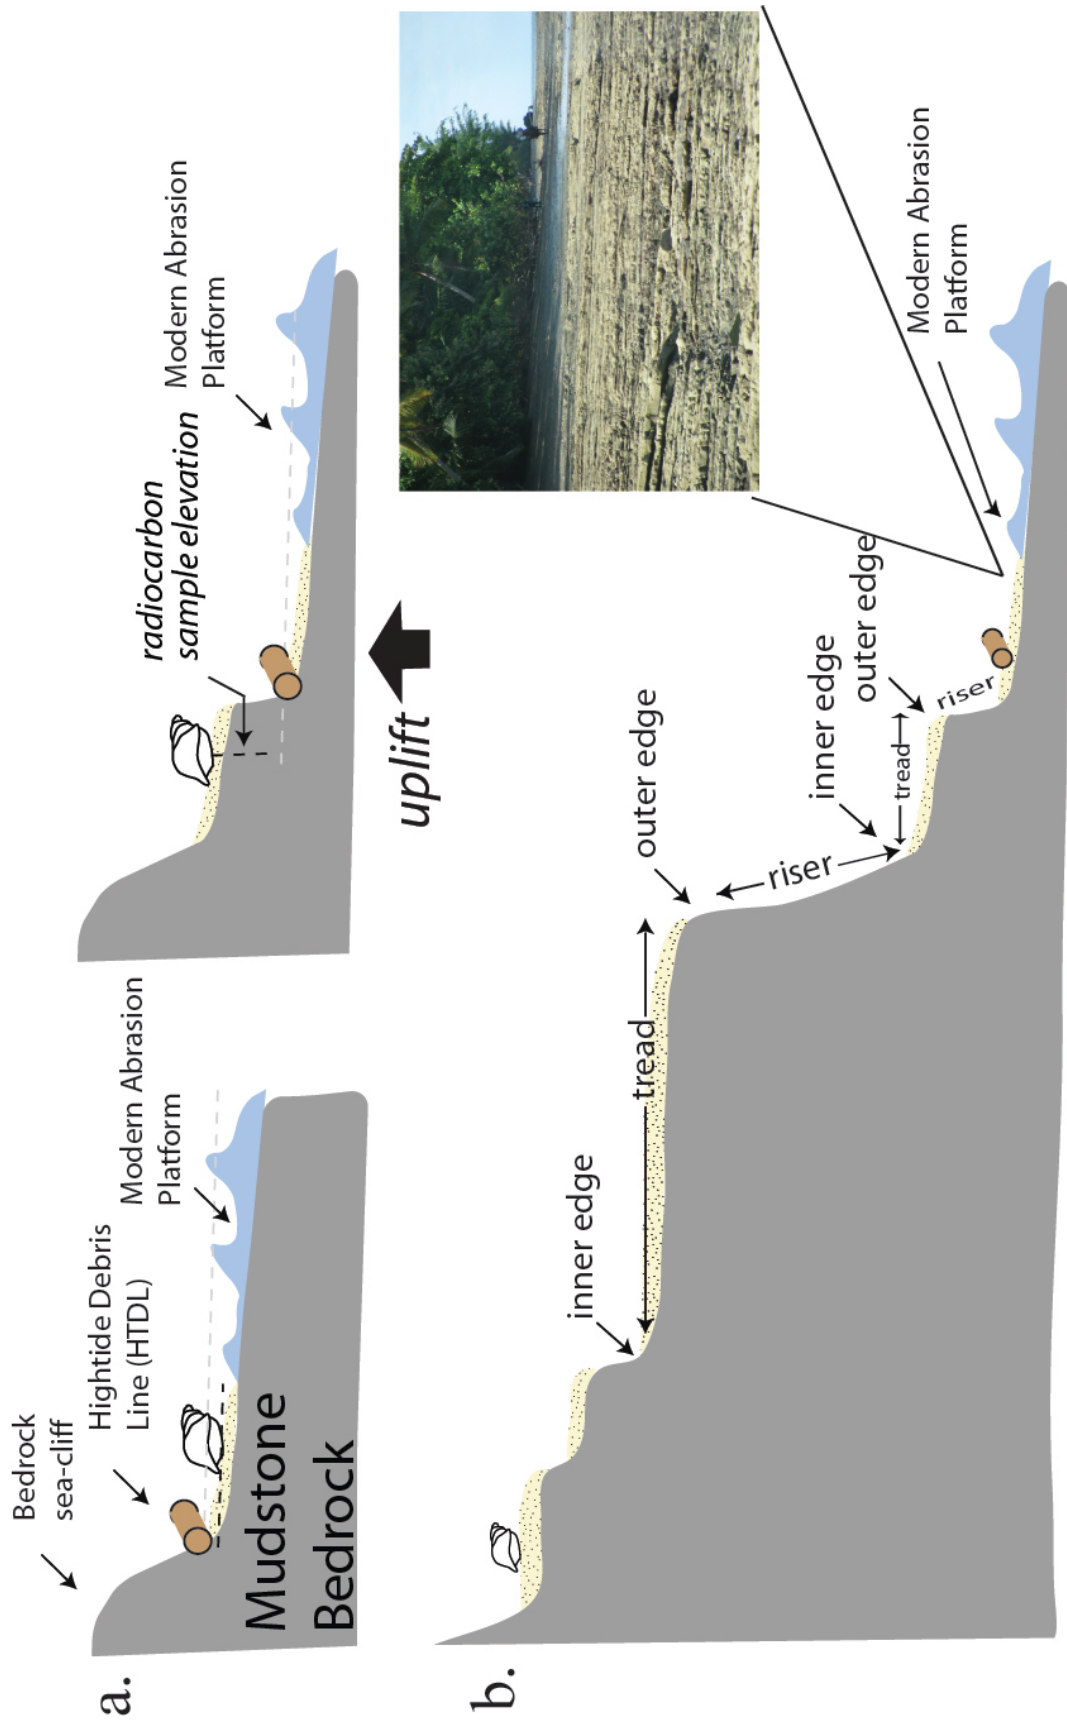 a.
Bedrock
sea-cliff
Hightide Debris
Line (HTDL)
Modern Abrasion
Platform
Mudstone
Bedrock
radiocarbon
sample elevation
Modern Abrasion
Platform
uplift
b.
inner edge
tread
outer edge
riser
inner edge
tread
outer edge
riser
Modern Abrasion
Platform